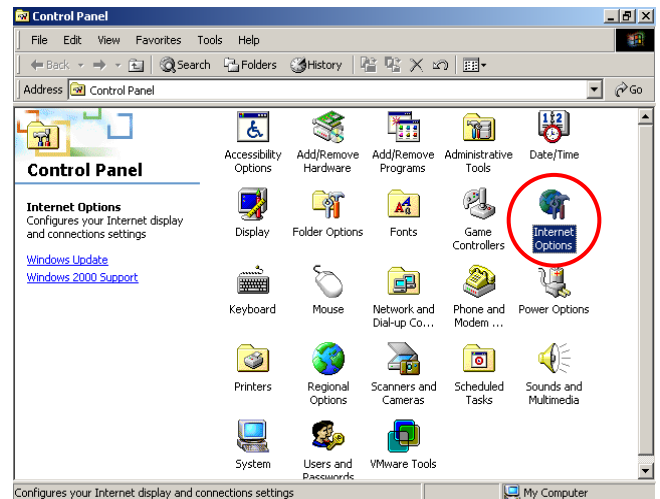 Control Panel
File Edit View Favorites Tools Help
Back Search Folders History
Address Control Panel Go
Control Panel
Internet Options
Configures your Internet display
and connections settings
Windows Update
Windows 2000 Support
Accessibility
Options
Add/Remove
Hardware
Add/Remove
Programs
Administrative
Tools
Date/Time
Display
Folder Options
Fonts
Game
Controllers
Internet
Options
Keyboard
Mouse
Network and
Dial-up Co...
Phone and
Modem ...
Power Options
Printers
Regional
Options
Scanners and
Cameras
Scheduled
Tasks
Sounds and
Multimedia
System
Users and
Passwords
VMware Tools
Configures your Internet display and connections settings My Computer